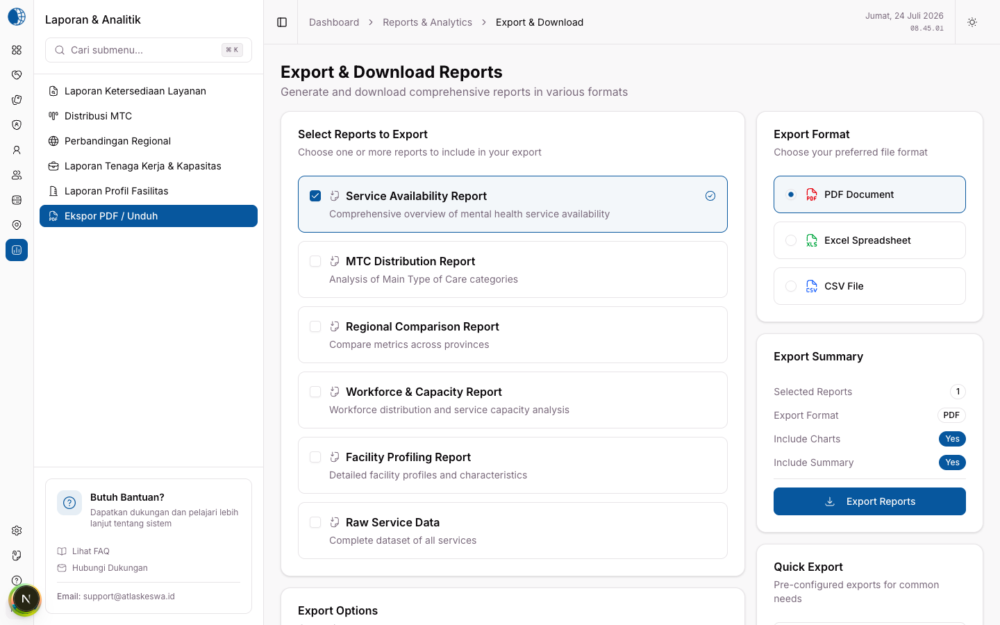 Laporan & Analitik
Cari submenu...
⌘ K
Laporan Ketersediaan Layanan
Distribusi MTC
Perbandingan Regional
Laporan Tenaga Kerja & Kapasitas
Laporan Profil Fasilitas
Ekspor PDF / Unduh
Butuh Bantuan?
Dapatkan dukungan dan pelajari lebih
lanjut tentang sistem
Lihat FAQ
Hubungi Dukungan
Email: support@atlaskeswa.id
N
Dashboard > Reports & Analytics > Export & Download
Jumat, 24 Juli 2026
08.45.01
Export & Download Reports
Generate and download comprehensive reports in various formats
Select Reports to Export
Choose one or more reports to include in your export
Service Availability Report
Comprehensive overview of mental health service availability
MTC Distribution Report
Analysis of Main Type of Care categories
Regional Comparison Report
Compare metrics across provinces
Workforce & Capacity Report
Workforce distribution and service capacity analysis
Facility Profiling Report
Detailed facility profiles and characteristics
Raw Service Data
Complete dataset of all services
Export Options
Export Format
Choose your preferred file format
PDF PDF Document
XLS Excel Spreadsheet
CSV CSV File
Export Summary
Selected Reports 1
Export Format PDF
Include Charts Yes
Include Summary Yes
Export Reports
Quick Export
Pre-configured exports for common
needs